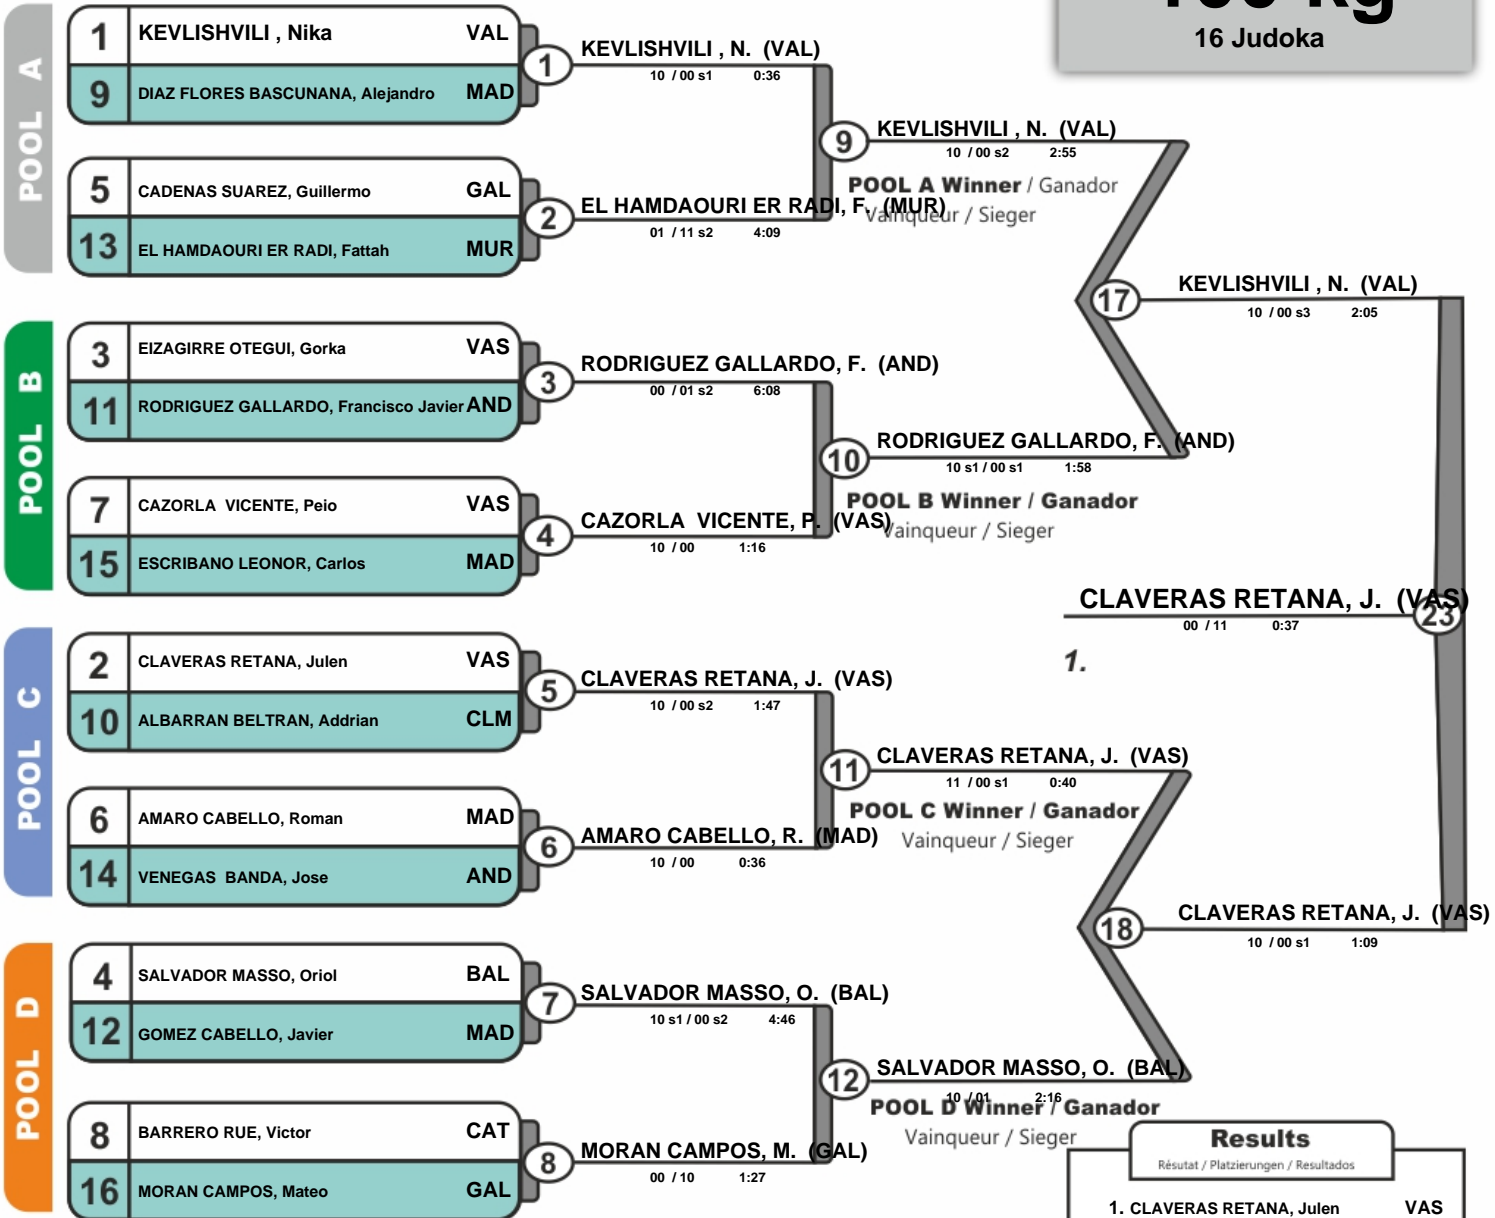 16 Judoka
POOL A
1 KEVLISHVILI , Nika VAL
9 DIAZ FLORES BASCUNANA, Alejandro MAD
1
KEVLISHVILI , N. (VAL)
10 / 00 s1 0:36
5 CADENAS SUAREZ, Guillermo GAL
13 EL HAMDAOURI ER RADI, Fattah MUR
2
EL HAMDAOURI ER RADI, F. (MUR)
01 / 11 s2 4:09
9
KEVLISHVILI , N. (VAL)
10 / 00 s2 2:55
POOL A Winner / Ganador
Vainqueur / Sieger
POOL B
3 EIZAGIRRE OTEGUI, Gorka VAS
11 RODRIGUEZ GALLARDO, Francisco Javier AND
3
RODRIGUEZ GALLARDO, F. (AND)
00 / 01 s2 6:08
7 CAZORLA VICENTE, Peio VAS
15 ESCRIBANO LEONOR, Carlos MAD
4
CAZORLA VICENTE, P. (VAS)
10 / 00 1:16
10
RODRIGUEZ GALLARDO, F. (AND)
10 s1 / 00 s1 1:58
POOL B Winner / Ganador
Vainqueur / Sieger
17
KEVLISHVILI , N. (VAL)
10 / 00 s3 2:05
CLAVERAS RETANA, J. (VAS)
00 / 11 0:37
23
1.
POOL C
2 CLAVERAS RETANA, Julen VAS
10 ALBARRAN BELTRAN, Addrian CLM
5
CLAVERAS RETANA, J. (VAS)
10 / 00 s2 1:47
6 AMARO CABELLO, Roman MAD
14 VENEGAS BANDA, Jose AND
6
AMARO CABELLO, R. (MAD)
10 / 00 0:36
11
CLAVERAS RETANA, J. (VAS)
11 / 00 s1 0:40
POOL C Winner / Ganador
Vainqueur / Sieger
18
CLAVERAS RETANA, J. (VAS)
10 / 00 s1 1:09
POOL D
4 SALVADOR MASSO, Oriol BAL
12 GOMEZ CABELLO, Javier MAD
7
SALVADOR MASSO, O. (BAL)
10 s1 / 00 s2 4:46
8 BARRERO RUE, Victor CAT
16 MORAN CAMPOS, Mateo GAL
8
MORAN CAMPOS, M. (GAL)
00 / 10 1:27
12
SALVADOR MASSO, O. (BAL)
10 / 01 2:16
POOL D Winner / Ganador
Vainqueur / Sieger
Results
Résutat / Platzierungen / Resultados
1. CLAVERAS RETANA, Julen VAS